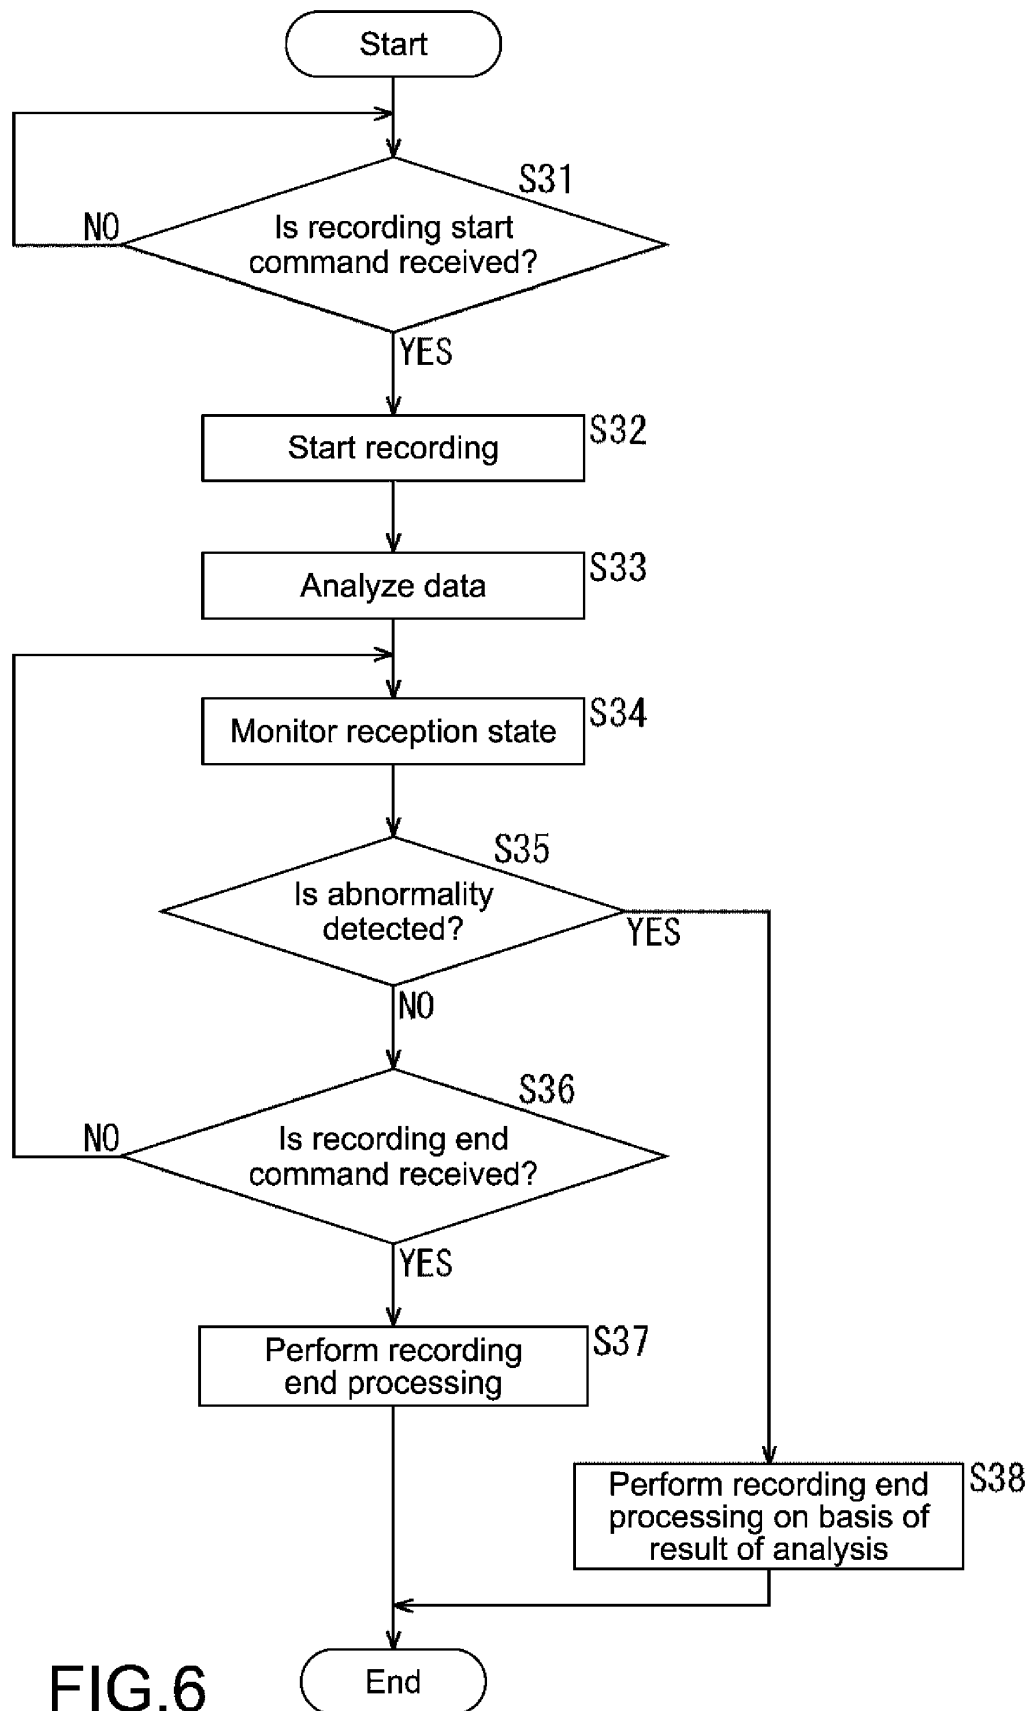 Start
S31
Is recording start
command received?
NO
YES
S32
Start recording
S33
Analyze data
S34
Monitor reception state
S35
Is abnormality
detected?
YES
NO
S36
Is recording end
command received?
NO
YES
S37
Perform recording
end processing
S38
Perform recording end
processing on basis of
result of analysis
End
FIG.6